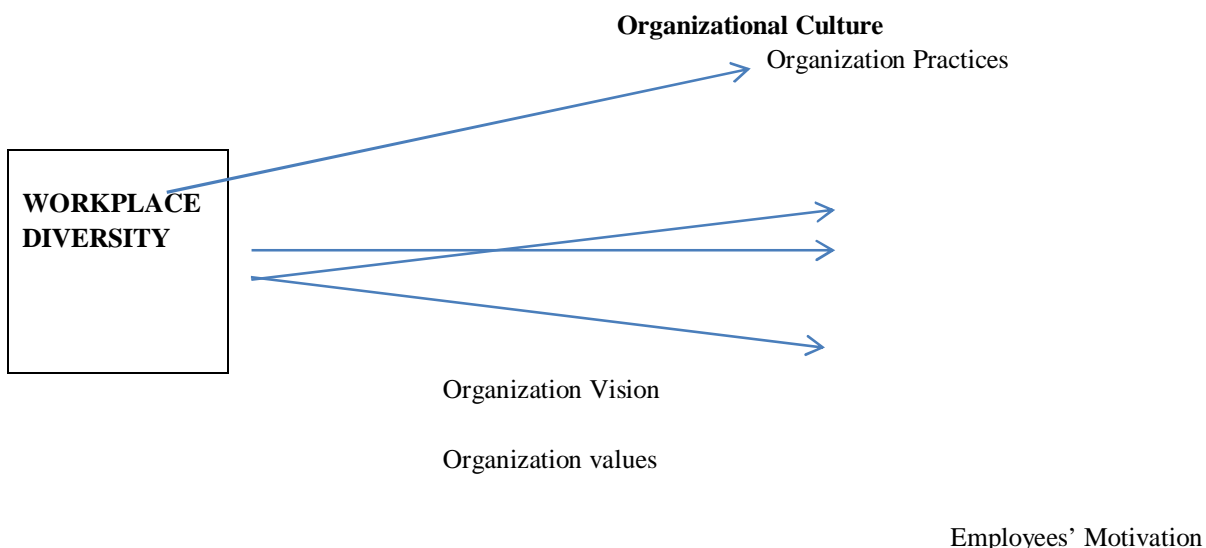 Organizational Culture
Organization Practices
WORKPLACE
DIVERSITY
Organization Vision
Organization values
Employees’ Motivation